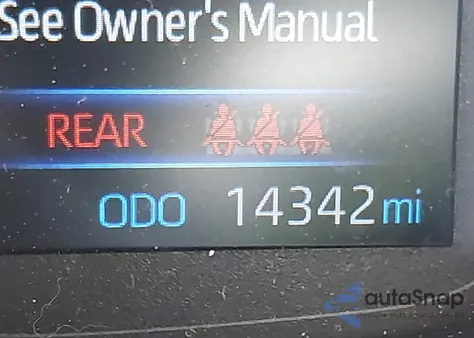 See Owner's Manual
REAR
ODO 14342 mi
autoSnap